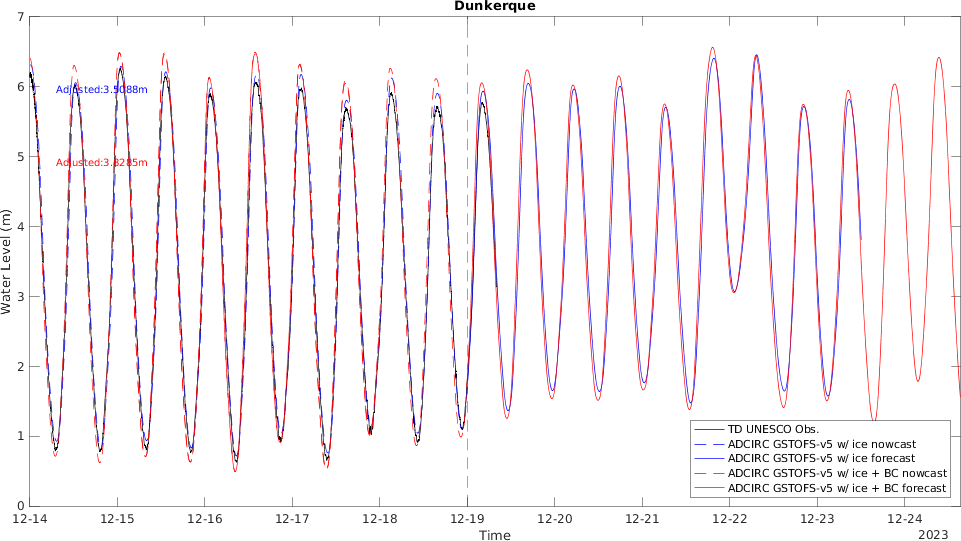 Dunkerque
7
6
5
4
3
2
1
0
Water Level (m)
Adjusted:3.5088m
Adjusted:3.8285m
TD UNESCO Obs.
ADCIRC GSTOFS-v5 w/ ice nowcast
ADCIRC GSTOFS-v5 w/ ice forecast
ADCIRC GSTOFS-v5 w/ ice + BC nowcast
ADCIRC GSTOFS-v5 w/ ice + BC forecast
12-14 12-15 12-16 12-17 12-18 12-19 12-20 12-21 12-22 12-23 12-24
Time
2023